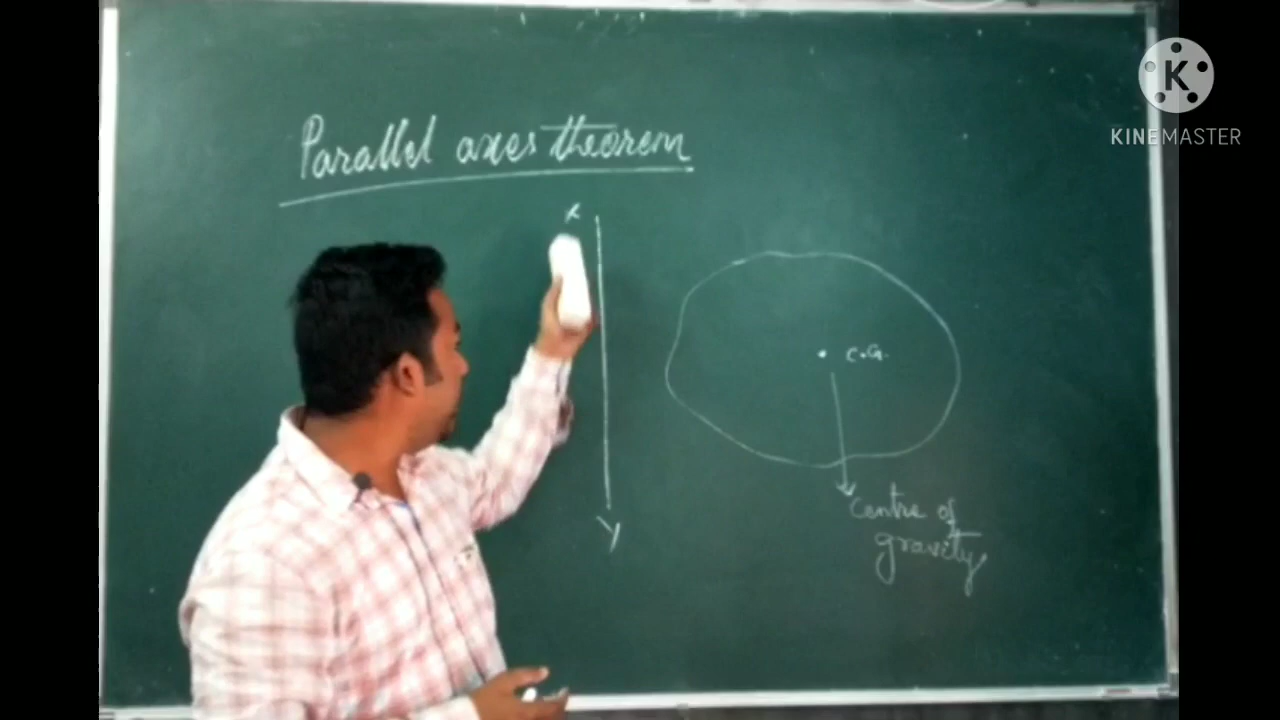 Parallel axes theorem
X
C.G.
Y
Centre of
gravity
K
KINEMASTER